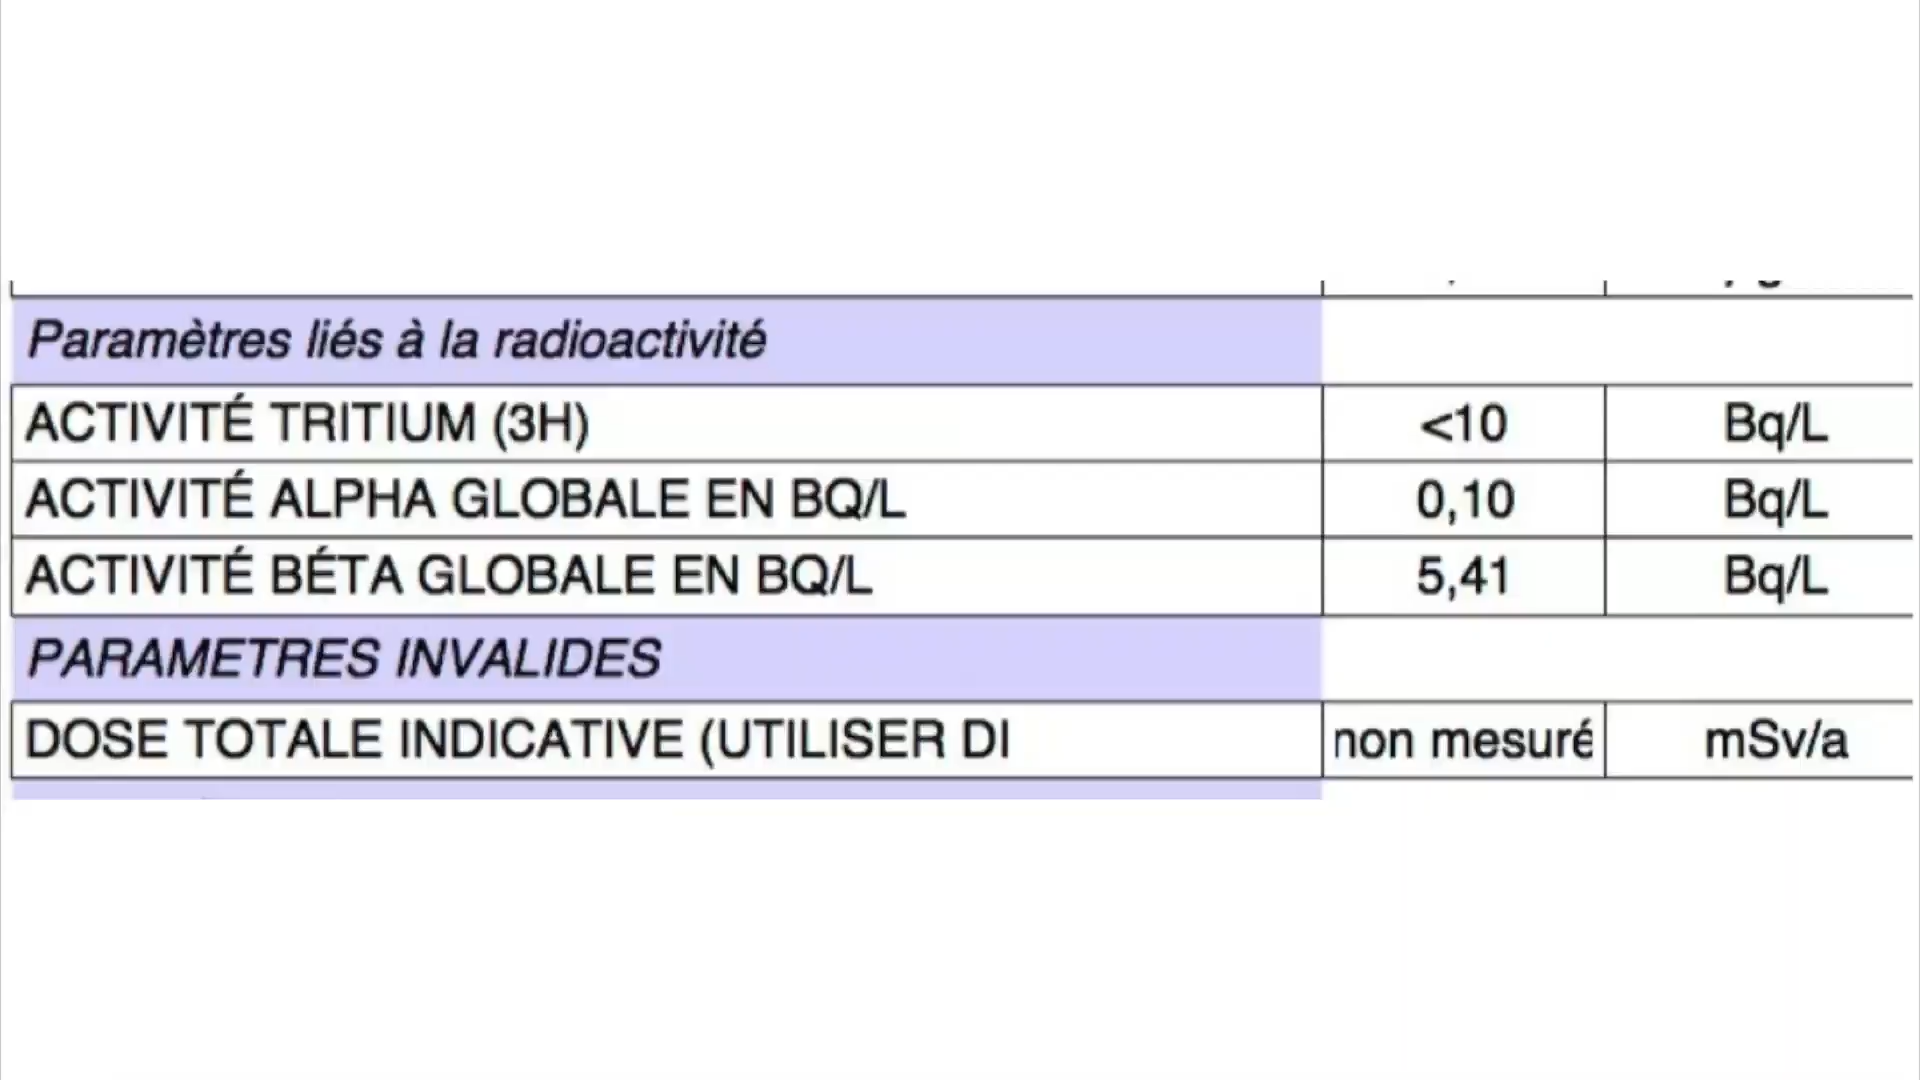 Paramètres liés à la radioactivité
ACTIVITÉ TRITIUM (3H) <10 Bq/L
ACTIVITÉ ALPHA GLOBALE EN BQ/L 0,10 Bq/L
ACTIVITÉ BÉTA GLOBALE EN BQ/L 5,41 Bq/L
PARAMETRES INVALIDES
DOSE TOTALE INDICATIVE (UTILISER DI non mesuré mSv/a